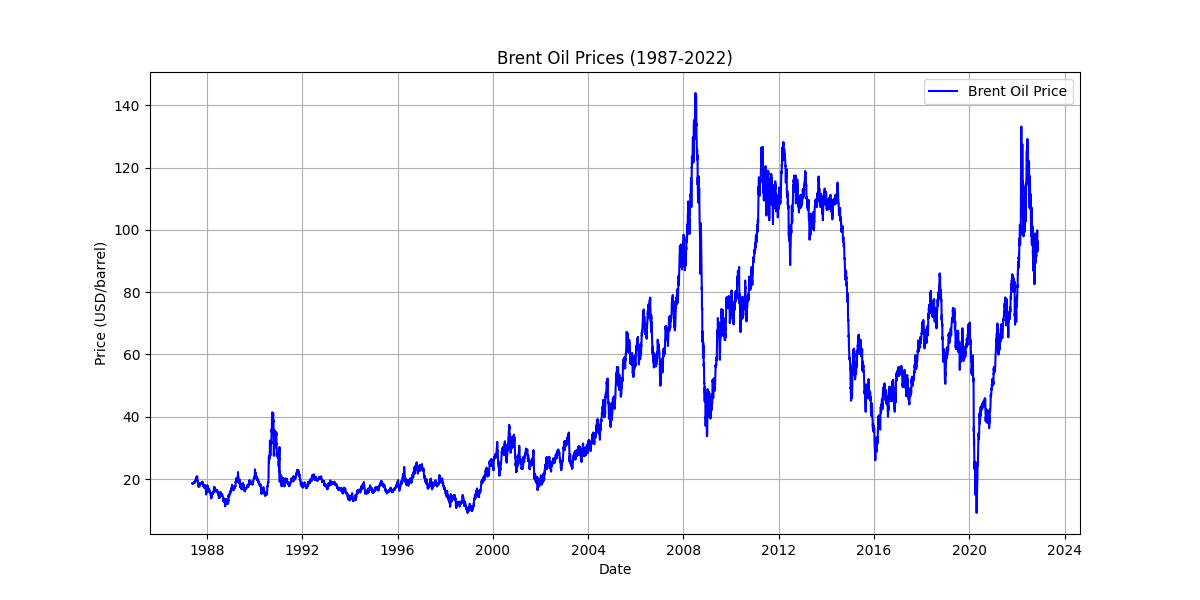 Brent Oil Prices (1987-2022)
Brent Oil Price
Price (USD/barrel)
140
120
100
80
60
40
20
1988 1992 1996 2000 2004 2008 2012 2016 2020 2024
Date